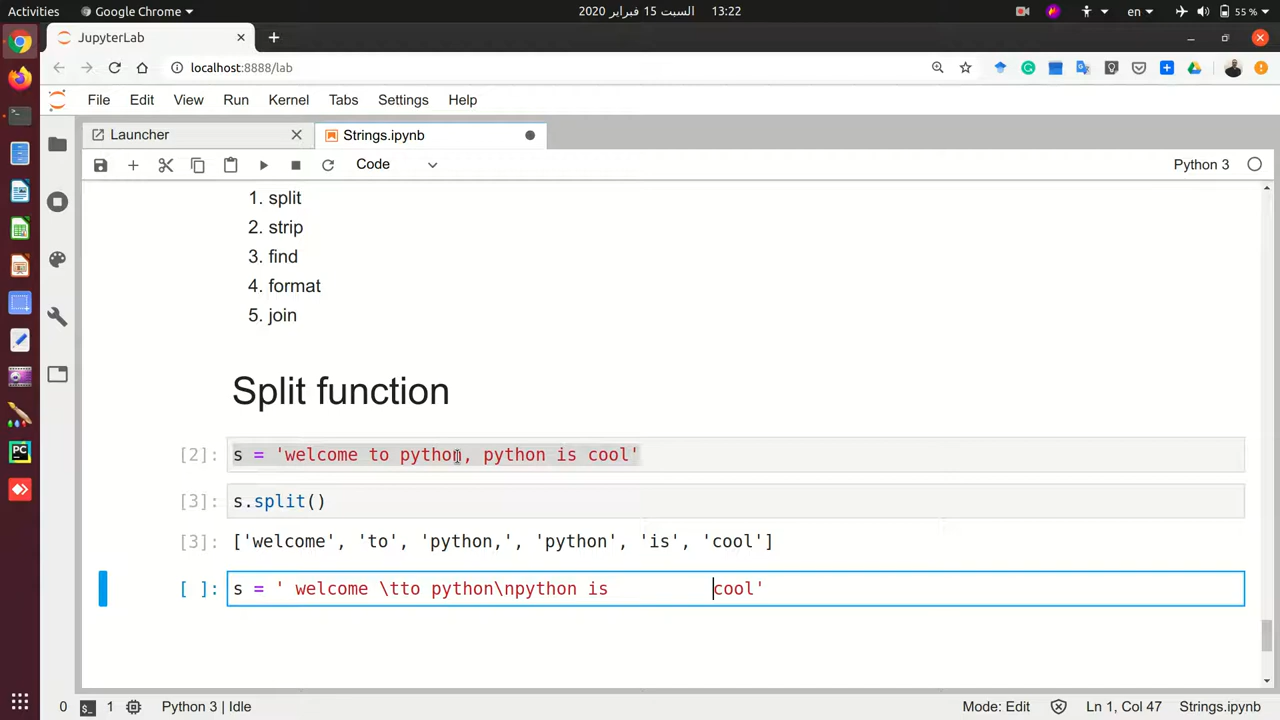 Activities Google Chrome السبت 15 فبراير 2020 13:22 en 55 %
JupyterLab
localhost:8888/lab
File Edit View Run Kernel Tabs Settings Help
Launcher Strings.ipynb
Code Python 3
1. split
2. strip
3. find
4. format
5. join
Split function
[2]: s = 'welcome to python, python is cool'
[3]: s.split()
[3]: ['welcome', 'to', 'python,', 'python', 'is', 'cool']
[ ]: s = ' welcome \tto python\npython is          cool'
0 1 Python 3 | Idle Mode: Edit Ln 1, Col 47 Strings.ipynb